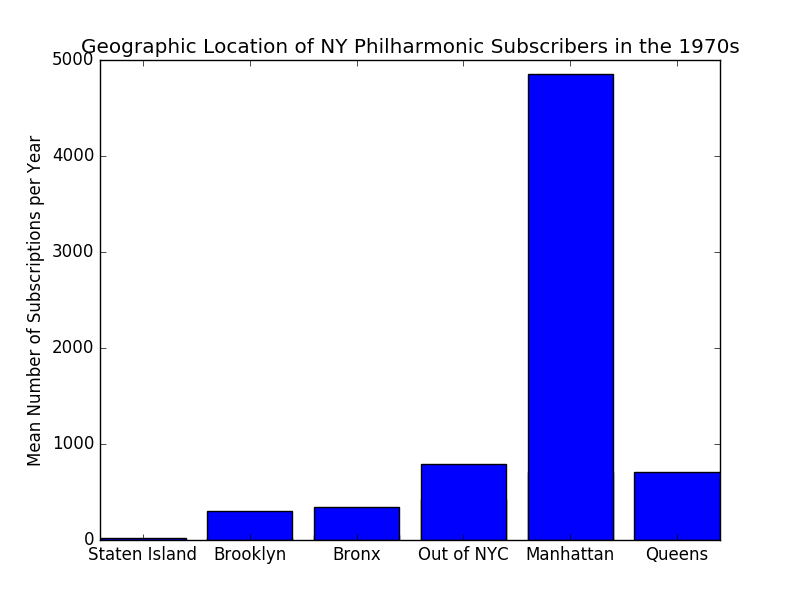 Geographic Location of NY Philharmonic Subscribers in the 1970s
Mean Number of Subscriptions per Year
5000
4000
3000
2000
1000
0
Staten Island Brooklyn Bronx Out of NYC Manhattan Queens